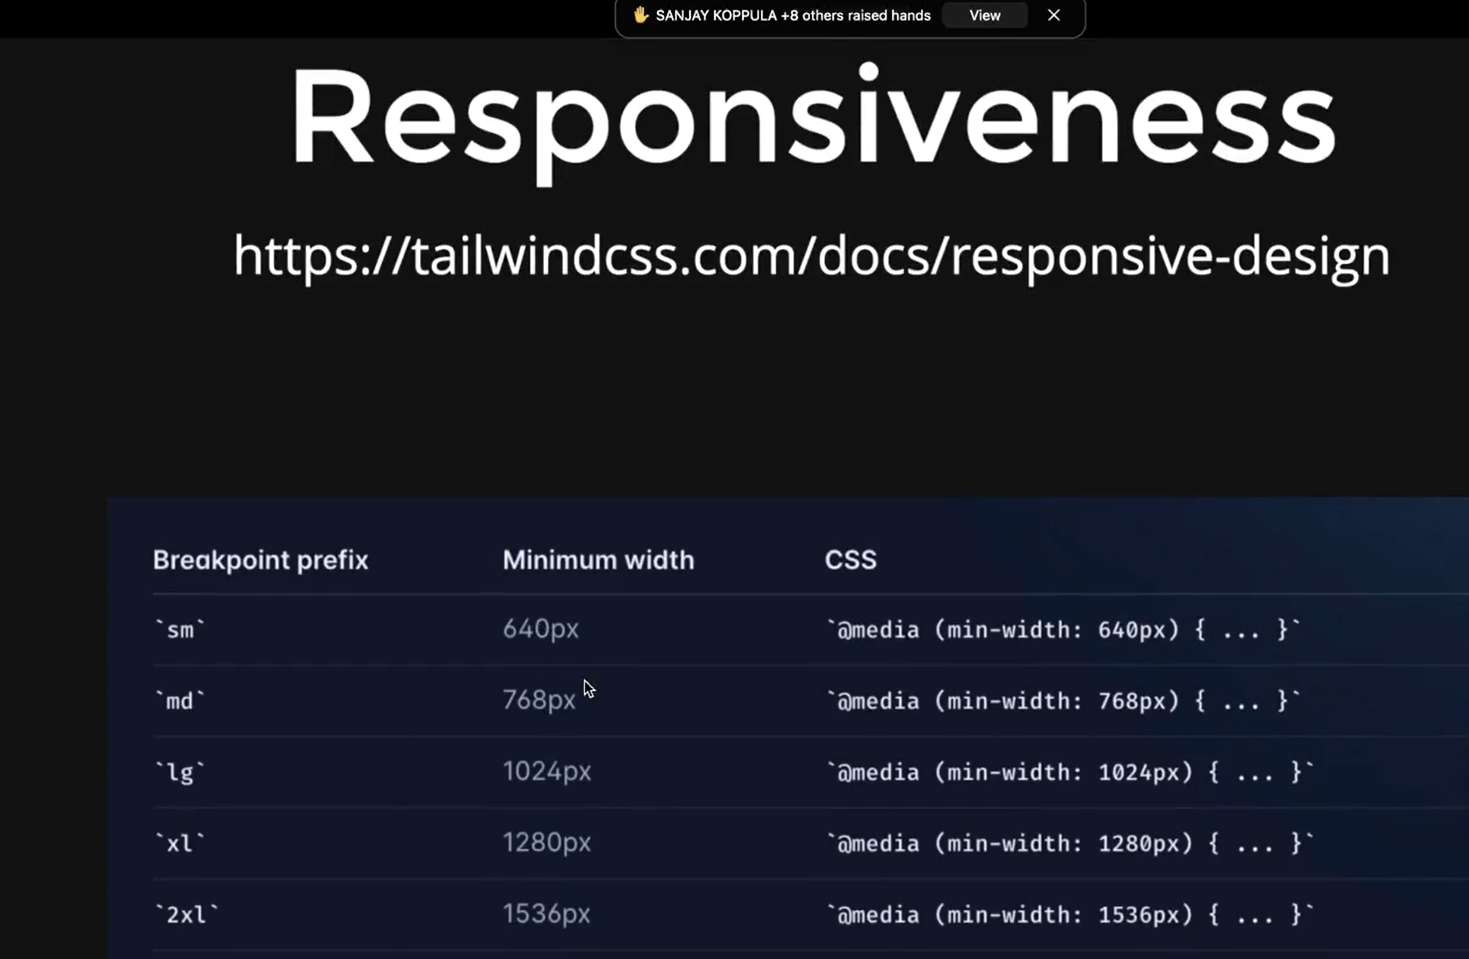 ✋ SANJAY KOPPULA +8 others raised hands View ✕
Responsiveness
https://tailwindcss.com/docs/responsive-design
Breakpoint prefix Minimum width CSS
`sm` 640px `@media (min-width: 640px) { ... }`
`md` 768px `@media (min-width: 768px) { ... }`
`lg` 1024px `@media (min-width: 1024px) { ... }`
`xl` 1280px `@media (min-width: 1280px) { ... }`
`2xl` 1536px `@media (min-width: 1536px) { ... }`